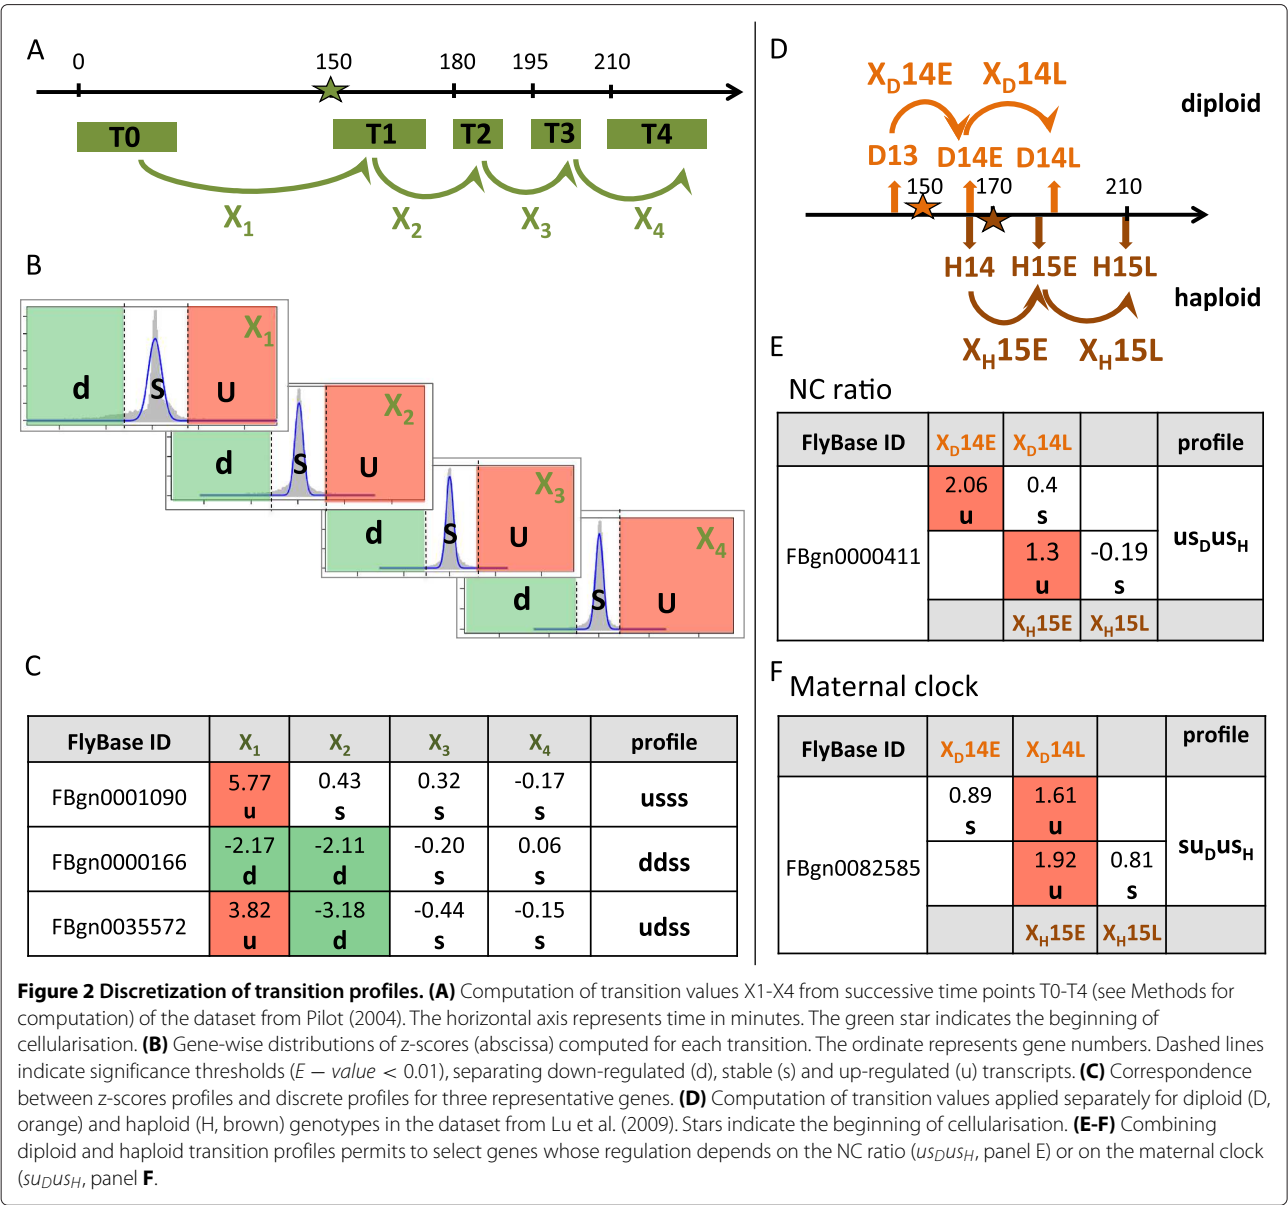 A
0 150 180 195 210
T0 T1 T2 T3 T4
X1 X2 X3 X4
B
d S U X1
d S U X2
d S U X3
d S U X4
C
FlyBase ID X1 X2 X3 X4 profile
5.77 0.43 0.32 -0.17
FBgn0001090 usss
u s s s
-2.17 -2.11 -0.20 0.06
FBgn0000166 ddss
d d s s
3.82 -3.18 -0.44 -0.15
FBgn0035572 udss
u d s s
D
XD14E XD14L
diploid
D13 D14E D14L
150 170 210
H14 H15E H15L
haploid
XH15E XH15L
E
NC ratio
FlyBase ID XD14E XD14L profile
2.06 0.4
u s
FBgn0000411 usDusH
1.3 -0.19
u s
XH15E XH15L
F
Maternal clock
FlyBase ID XD14E XD14L profile
0.89 1.61
s u
FBgn0082585 suDusH
1.92 0.81
u s
XH15E XH15L
Figure 2 Discretization of transition profiles. (A) Computation of transition values X1-X4 from successive time points T0-T4 (see Methods for
computation) of the dataset from Pilot (2004). The horizontal axis represents time in minutes. The green star indicates the beginning of
cellularisation. (B) Gene-wise distributions of z-scores (abscissa) computed for each transition. The ordinate represents gene numbers. Dashed lines
indicate significance thresholds (E − value < 0.01), separating down-regulated (d), stable (s) and up-regulated (u) transcripts. (C) Correspondence
between z-scores profiles and discrete profiles for three representative genes. (D) Computation of transition values applied separately for diploid (D,
orange) and haploid (H, brown) genotypes in the dataset from Lu et al. (2009). Stars indicate the beginning of cellularisation. (E-F) Combining
diploid and haploid transition profiles permits to select genes whose regulation depends on the NC ratio (usDusH, panel E) or on the maternal clock
(suDusH, panel F.